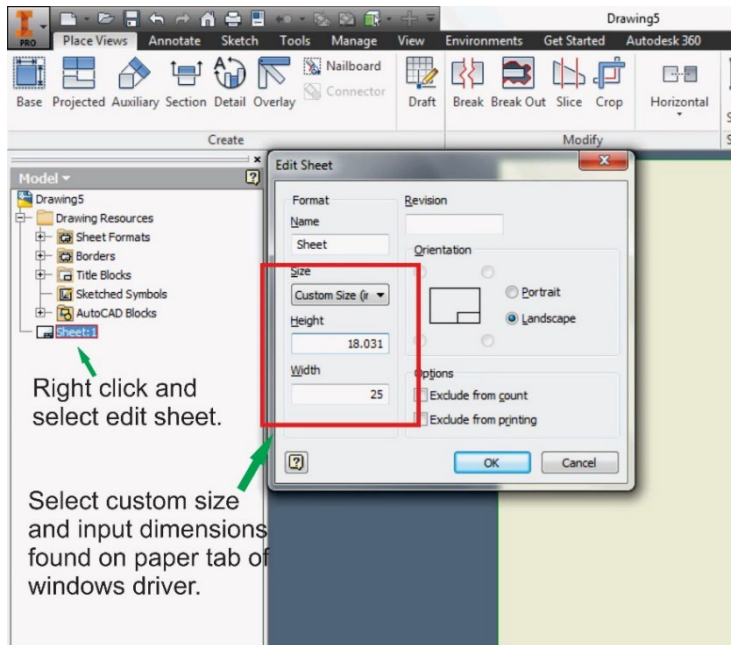 Drawing5
PRO
Place Views Annotate Sketch Tools Manage View Environments Get Started Autodesk 360
Nailboard
Connector
Base Projected Auxiliary Section Detail Overlay Draft Break Break Out Slice Crop Horizontal
Create Modify
Model
Drawing5
Drawing Resources
Sheet Formats
Borders
Title Blocks
Sketched Symbols
AutoCAD Blocks
Sheet:1
Right click and
select edit sheet.
Select custom size
and input dimensions
found on paper tab of
windows driver.
Edit Sheet
Format
Name
Sheet
Size
Custom Size (ir
Height
18.031
Width
25
Revision
Orientation
Portrait
Landscape
Options
Exclude from count
Exclude from printing
OK Cancel